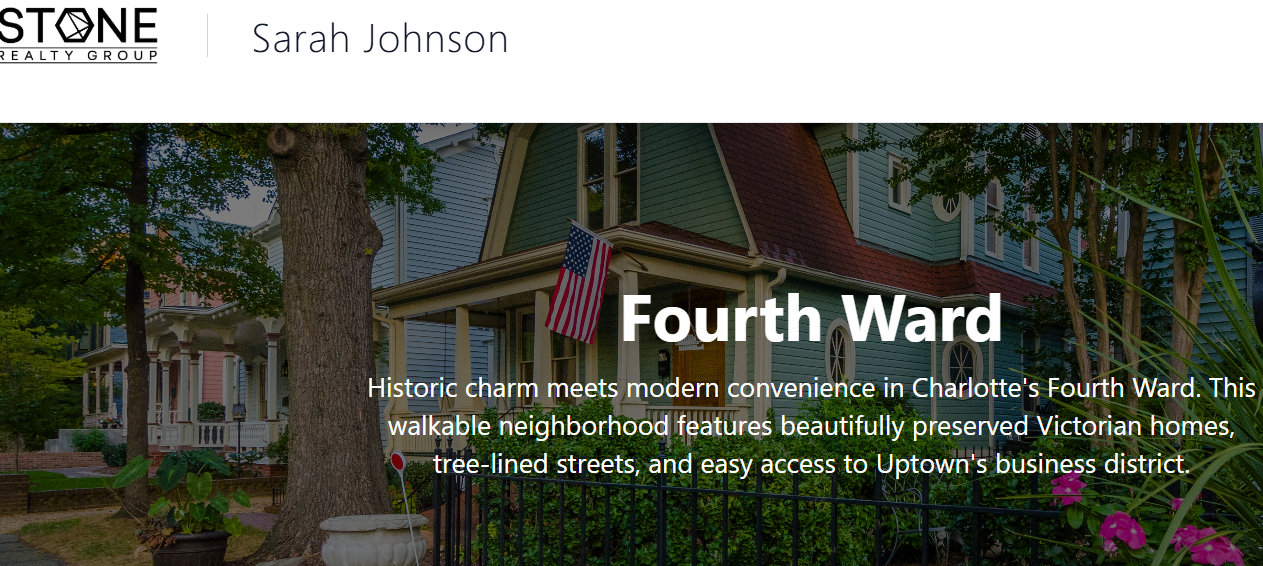 STONE
REALTY GROUP
Sarah Johnson
Fourth Ward
Historic charm meets modern convenience in Charlotte's Fourth Ward. This
walkable neighborhood features beautifully preserved Victorian homes,
tree-lined streets, and easy access to Uptown's business district.